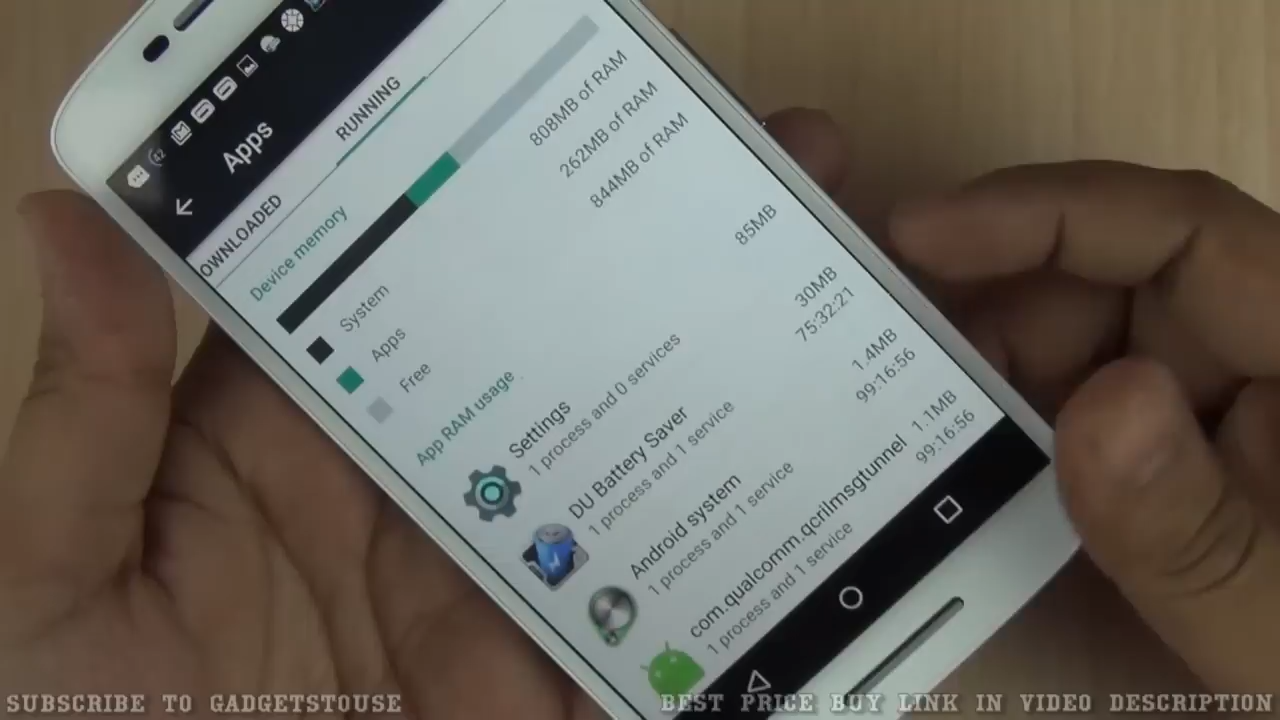 42
Apps
OWNLOADED
RUNNING
Device memory
System
808MB of RAM
Apps
262MB of RAM
Free
844MB of RAM
App RAM usage
Settings
85MB
1 process and 0 services
DU Battery Saver
30MB
1 process and 1 service
75:32:21
Android system
1.4MB
1 process and 1 service
99:16:56
com.qualcomm.qcrilmsgtunnel
1.1MB
1 process and 1 service
99:16:56
SUBSCRIBE TO GADGETSTOUSE
BEST PRICE BUY LINK IN VIDEO DESCRIPTION